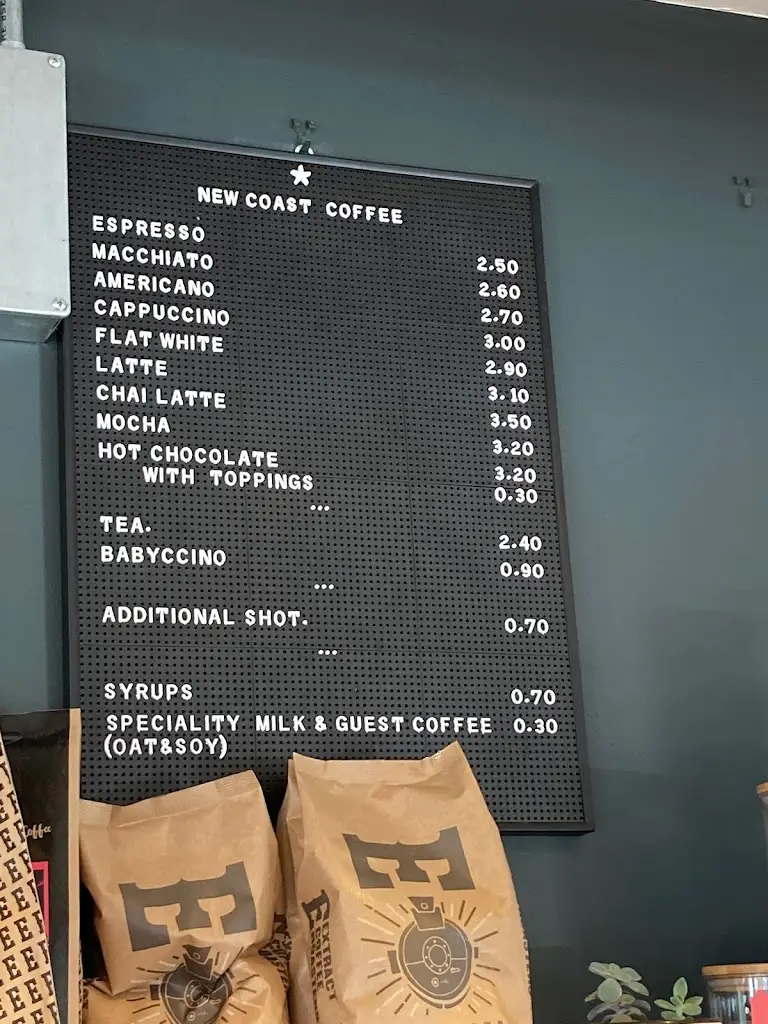 NEW COAST COFFEE
ESPRESSO 2.50
MACCHIATO 2.60
AMERICANO 2.70
CAPPUCCINO 3.00
FLAT WHITE 2.90
LATTE 3.10
CHAI LATTE 3.50
MOCHA 3.20
HOT CHOCOLATE 3.20
WITH TOPPINGS 0.30
...
TEA. 2.40
BABYCCINO 0.90
...
ADDITIONAL SHOT. 0.70
...
SYRUPS 0.70
SPECIALITY MILK & GUEST COFFEE 0.30
(OAT&SOY)
Coffee
E
E
EXTRACT
COFFEE